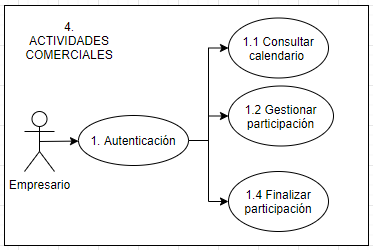 4.
ACTIVIDADES
COMERCIALES
1.1 Consultar
calendario
1. Autenticación
1.2 Gestionar
participación
Empresario
1.4 Finalizar
participación